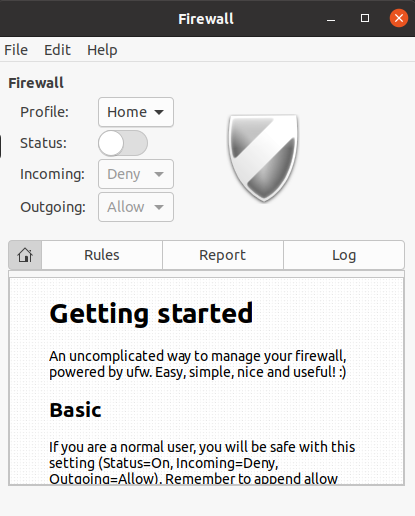 Firewall
File Edit Help
Firewall
Profile: Home
Status:
Incoming: Deny
Outgoing: Allow
Rules Report Log
Getting started
An uncomplicated way to manage your firewall,
powered by ufw. Easy, simple, nice and useful! :)
Basic
If you are a normal user, you will be safe with this
setting (Status=On, Incoming=Deny,
Outgoing=Allow). Remember to append allow